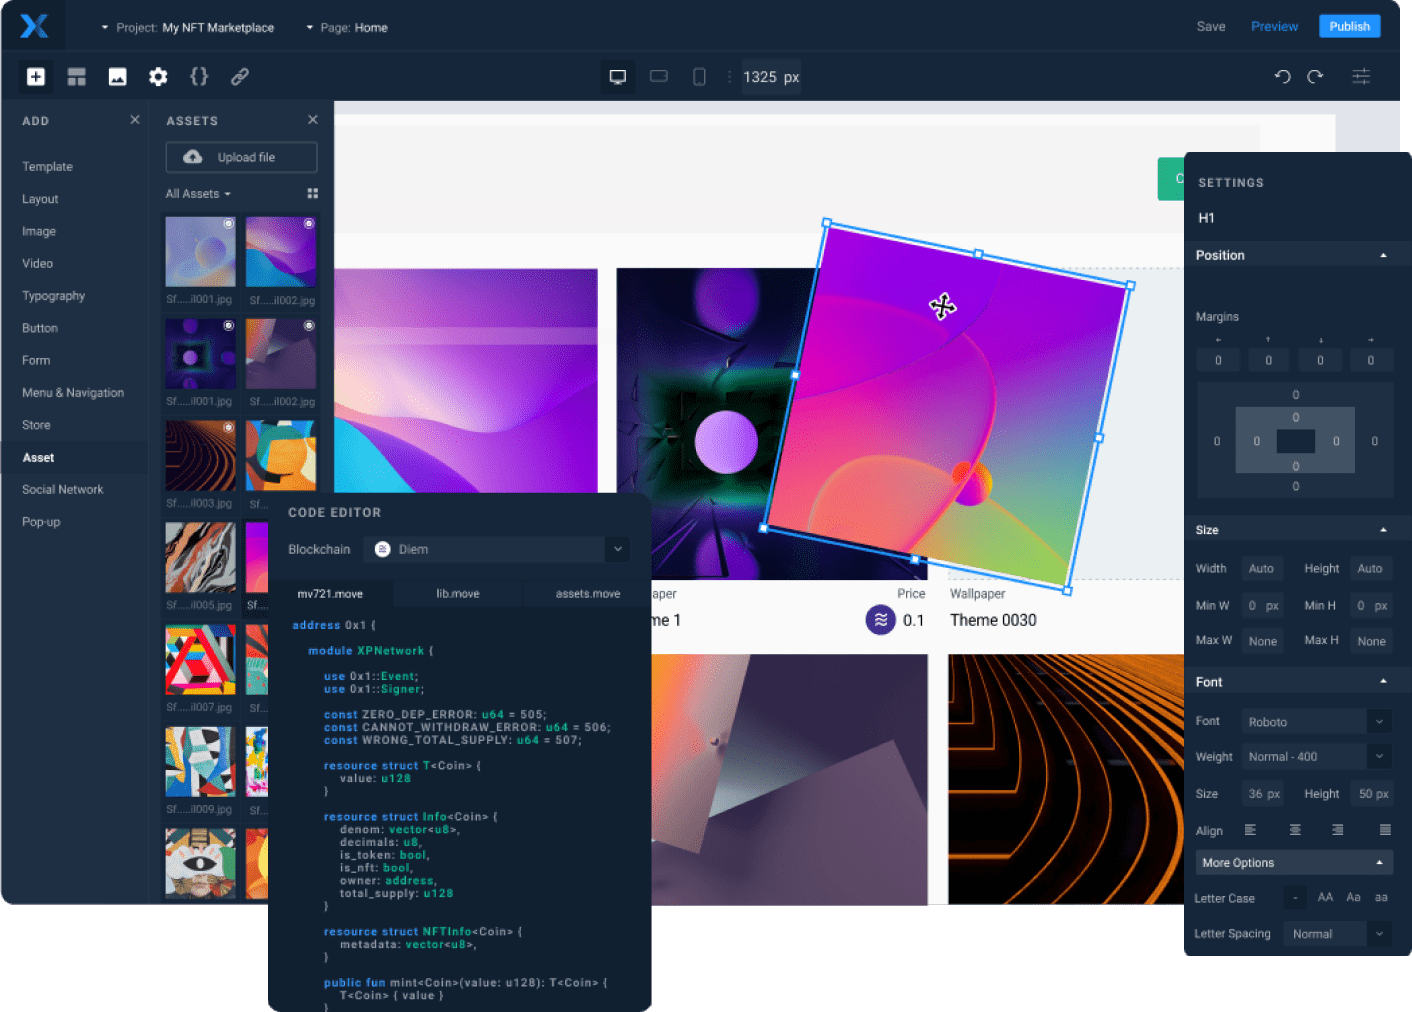 Project: My NFT Marketplace
Page: Home
Save
Preview
Publish
1325 px
ADD
Template
Layout
Image
Video
Typography
Button
Form
Menu & Navigation
Store
Asset
Social Network
Pop-up
ASSETS
Upload file
All Assets
Sf.....il001.jpg
Sf.....il002.jpg
Sf.....il001.jpg
Sf.....il002.jpg
Sf.....il003.jpg
Sf...
Sf.....il005.jpg
Sf...
Sf.....il007.jpg
Sf...
Sf.....il009.jpg
Sf...
C
aper
me 1
Price
0.1
Wallpaper
Theme 0030
CODE EDITOR
Blockchain
Diem
mv721.move
lib.move
assets.move
address 0x1 {
module XPNetwork {
use 0x1::Event;
use 0x1::Signer;
const ZERO_DEP_ERROR: u64 = 505;
const CANNOT_WITHDRAW_ERROR: u64 = 506;
const WRONG_TOTAL_SUPPLY: u64 = 507;
resource struct T<Coin> {
value: u128
}
resource struct Info<Coin> {
denom: vector<u8>,
decimals: u8,
is_token: bool,
is_nft: bool,
owner: address,
total_supply: u128
}
resource struct NFTInfo<Coin> {
metadata: vector<u8>,
}
public fun mint<Coin>(value: u128): T<Coin> {
T<Coin> { value }
}
SETTINGS
H1
Position
Margins
0 0 0 0
0
0
0 0 0 0
0
0
Size
Width Auto Height Auto
Min W 0 px Min H 0 px
Max W None Max H None
Font
Font Roboto
Weight Normal - 400
Size 36 px Height 50 px
Align
More Options
Letter Case - AA Aa aa
Letter Spacing Normal